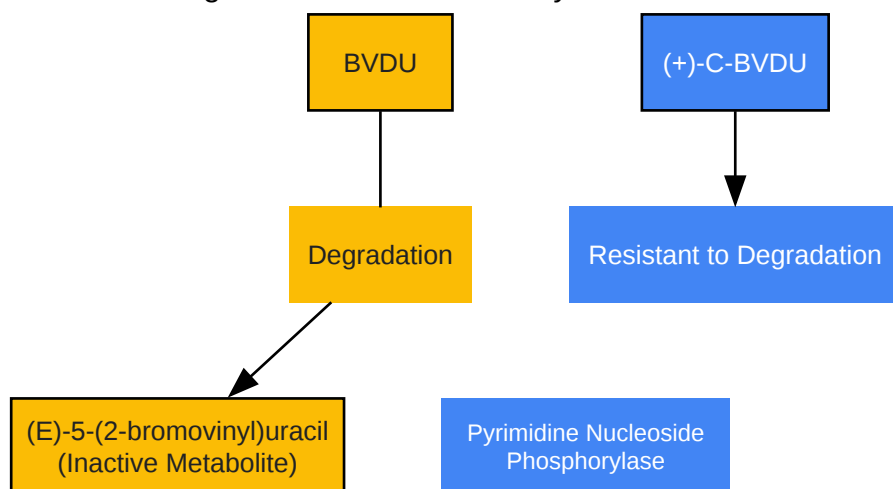 BVDU
(+)-C-BVDU
Degradation
Resistant to Degradation
(E)-5-(2-bromovinyl)uracil
(Inactive Metabolite)
Pyrimidine Nucleoside
Phosphorylase